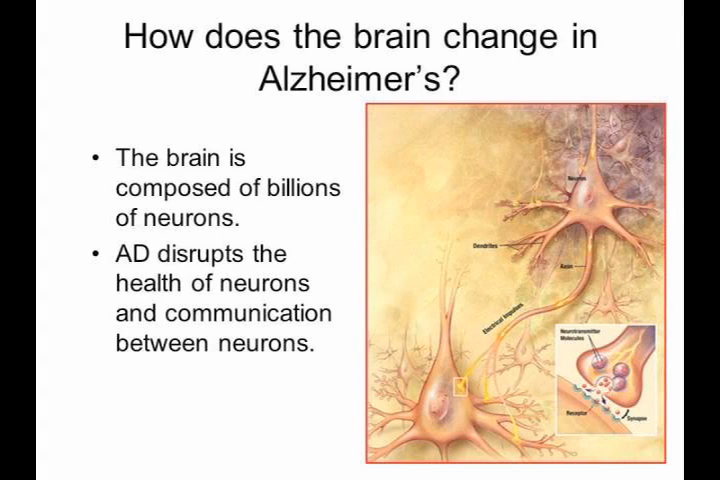 How does the brain change in
Alzheimer's?
• The brain is
composed of billions
of neurons.
• AD disrupts the
health of neurons
and communication
between neurons.
Neuron
Dendrites
Axon
Electrical Impulses
Neurotransmitter
Molecules
Receptor
Synapse